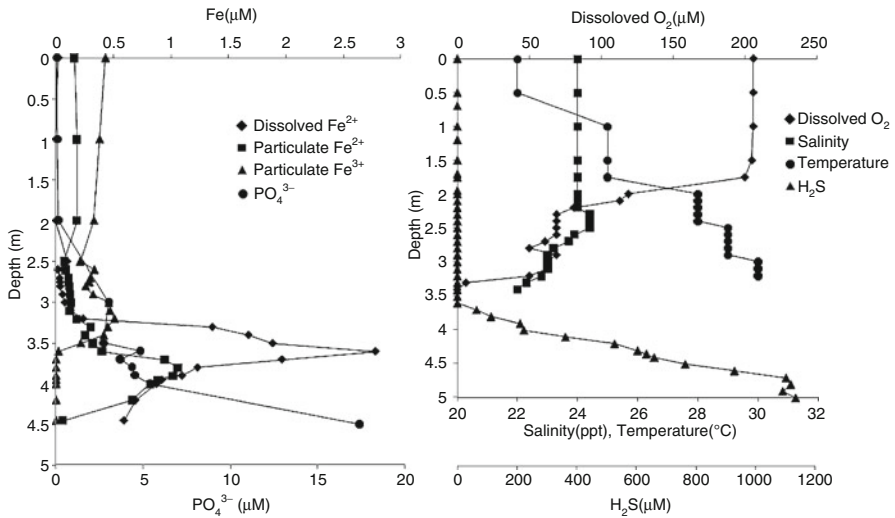 Fe(μM)
0 0.5 1 1.5 2 2.5 3
0
0.5
1
1.5
2
2.5
3
3.5
4
4.5
5
Depth (m)
Dissolved Fe²⁺
Particulate Fe²⁺
Particulate Fe³⁺
PO₄³⁻
0 5 10 15 20
PO₄³⁻ (μM)
Dissoloved O₂(μM)
0 50 100 150 200 250
0
0.5
1
1.5
2
2.5
3
3.5
4
4.5
5
Depth (m)
Dissolved O₂
Salinity
Temperature
H₂S
20 22 24 26 28 30 32
Salinity(ppt), Temperature(°C)
0 200 400 600 800 1000 1200
H₂S(μM)